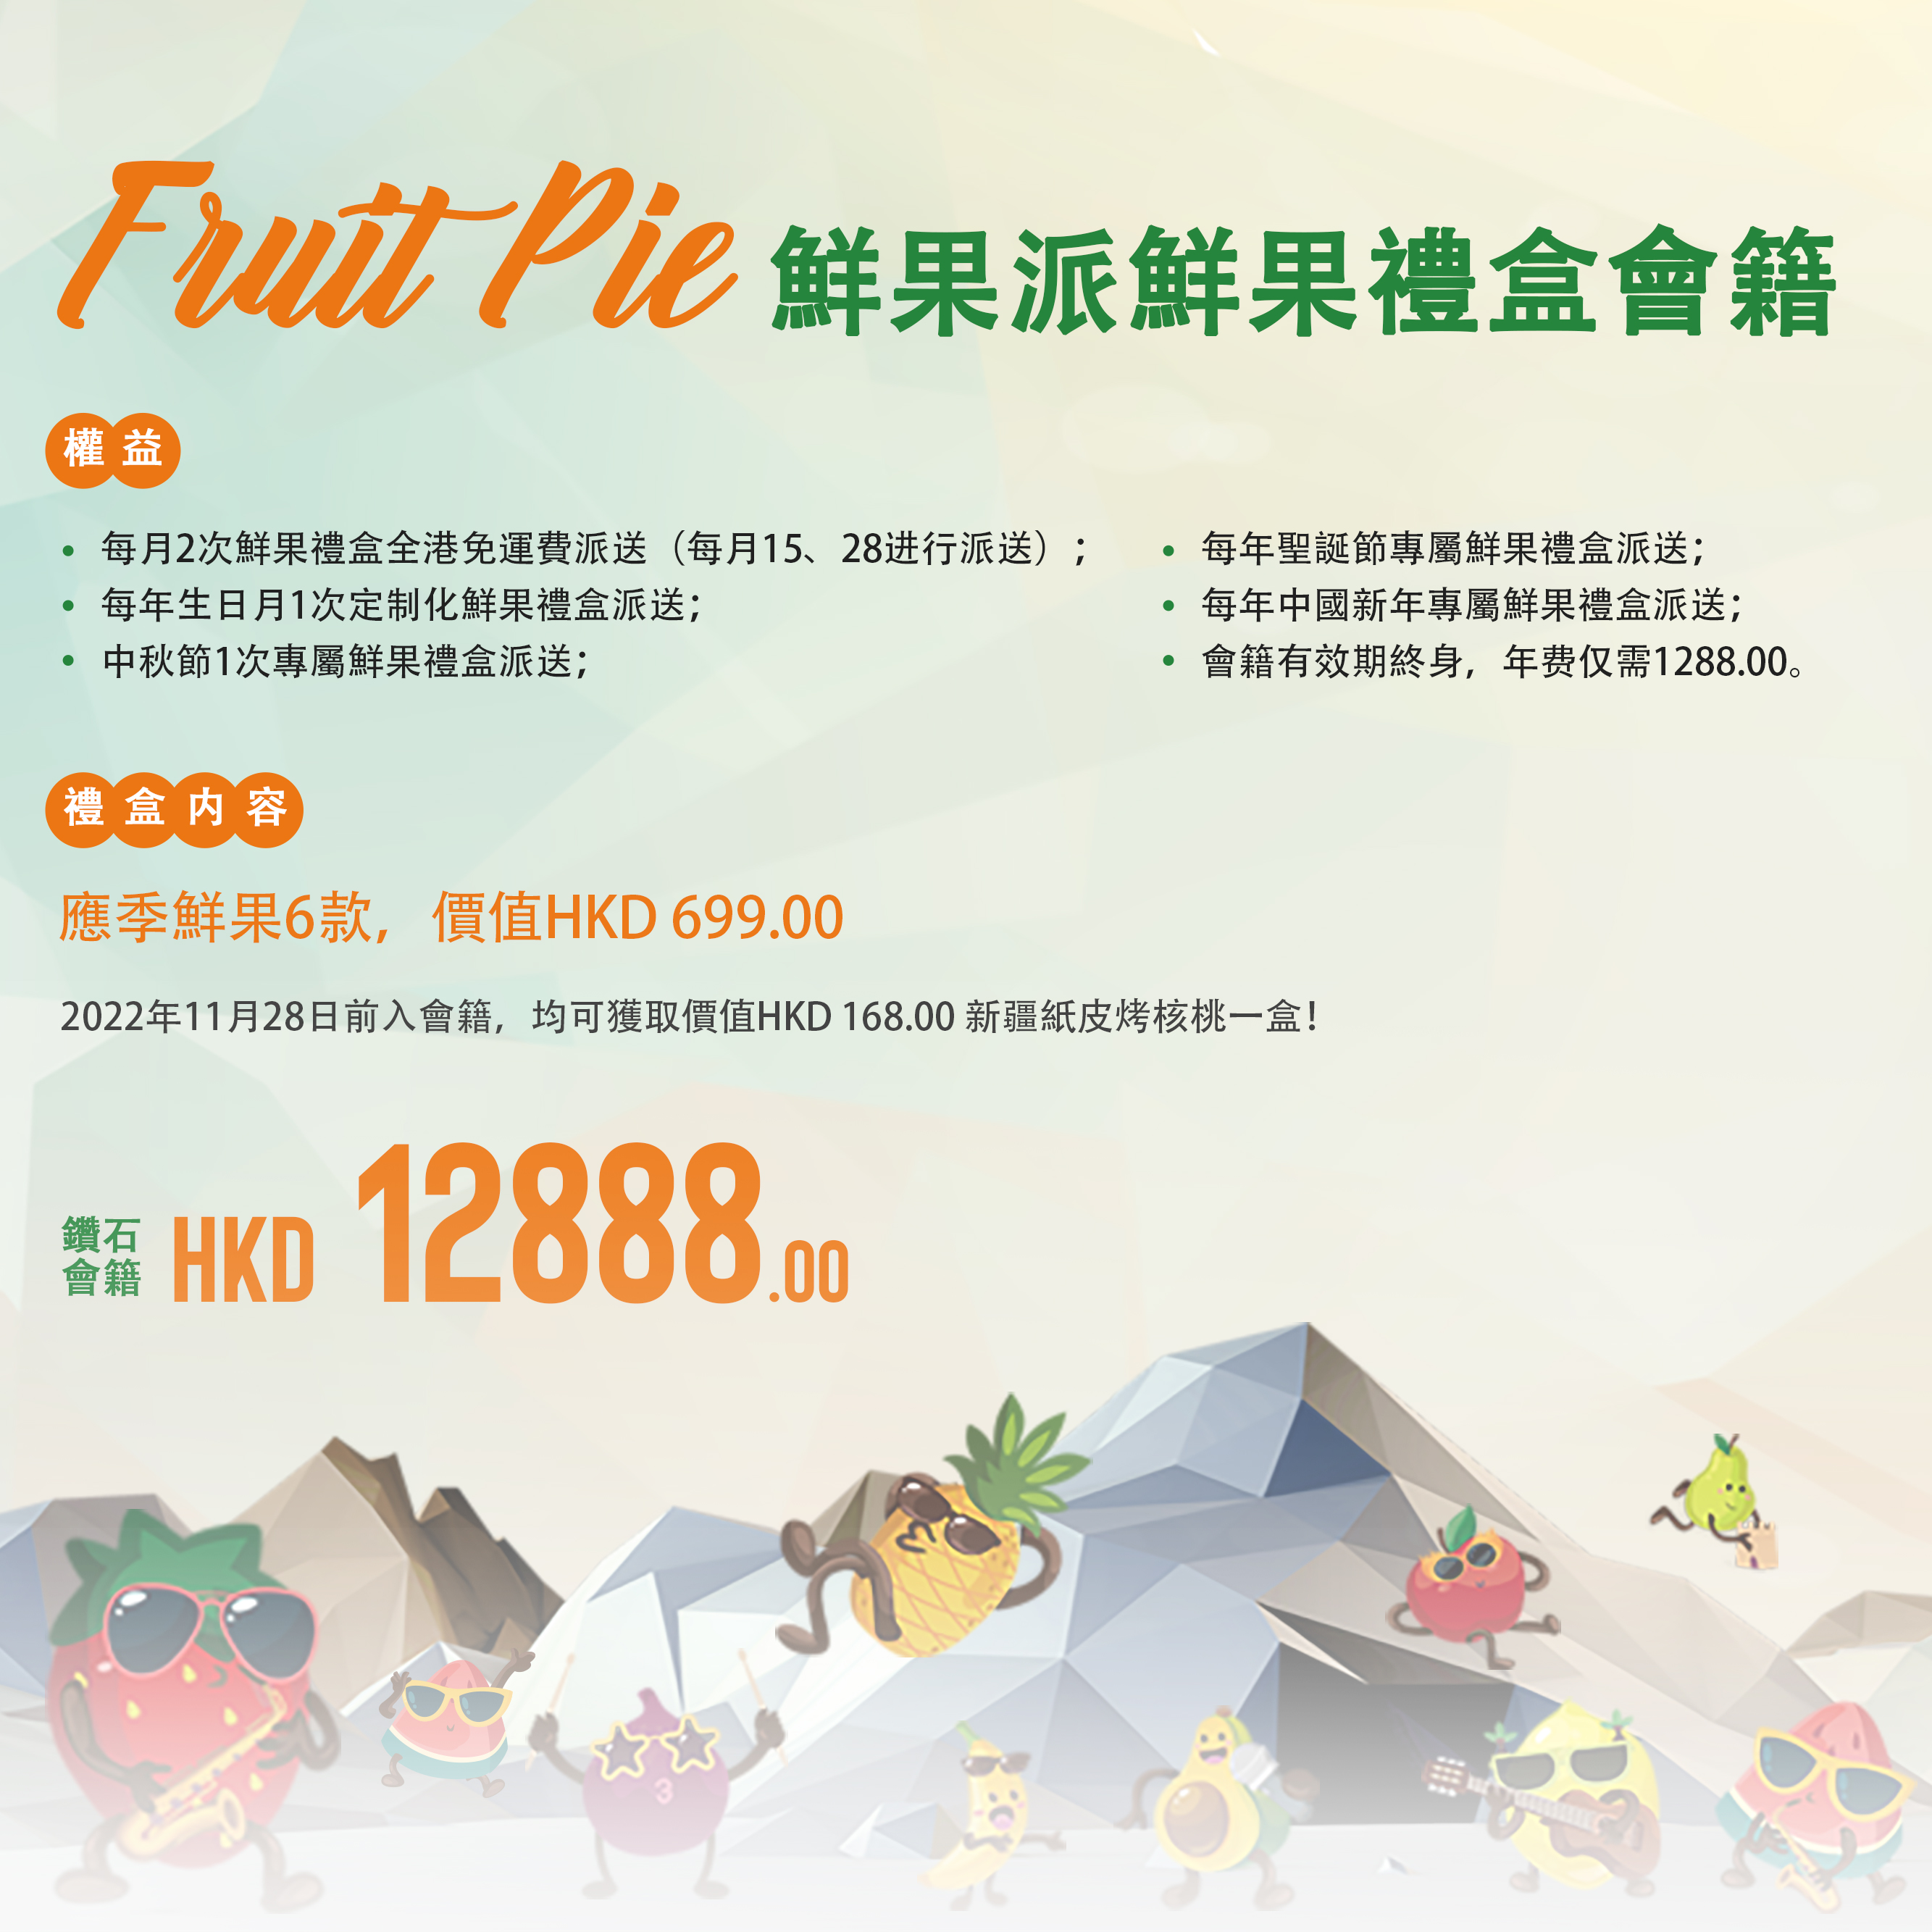 Fruit Pie 鮮果派鮮果禮盒會籍
權益
• 每月2次鮮果禮盒全港免運費派送（每月15、28进行派送）；
• 每年生日月1次定制化鮮果禮盒派送；
• 中秋節1次專屬鮮果禮盒派送；
• 每年聖誕節專屬鮮果禮盒派送；
• 每年中國新年專屬鮮果禮盒派送；
• 會籍有效期終身，年费仅需1288.00。
禮盒内容
應季鮮果6款，價值HKD 699.00
2022年11月28日前入會籍，均可獲取價值HKD 168.00 新疆紙皮烤核桃一盒！
鑽石
會籍
HKD 12888.00